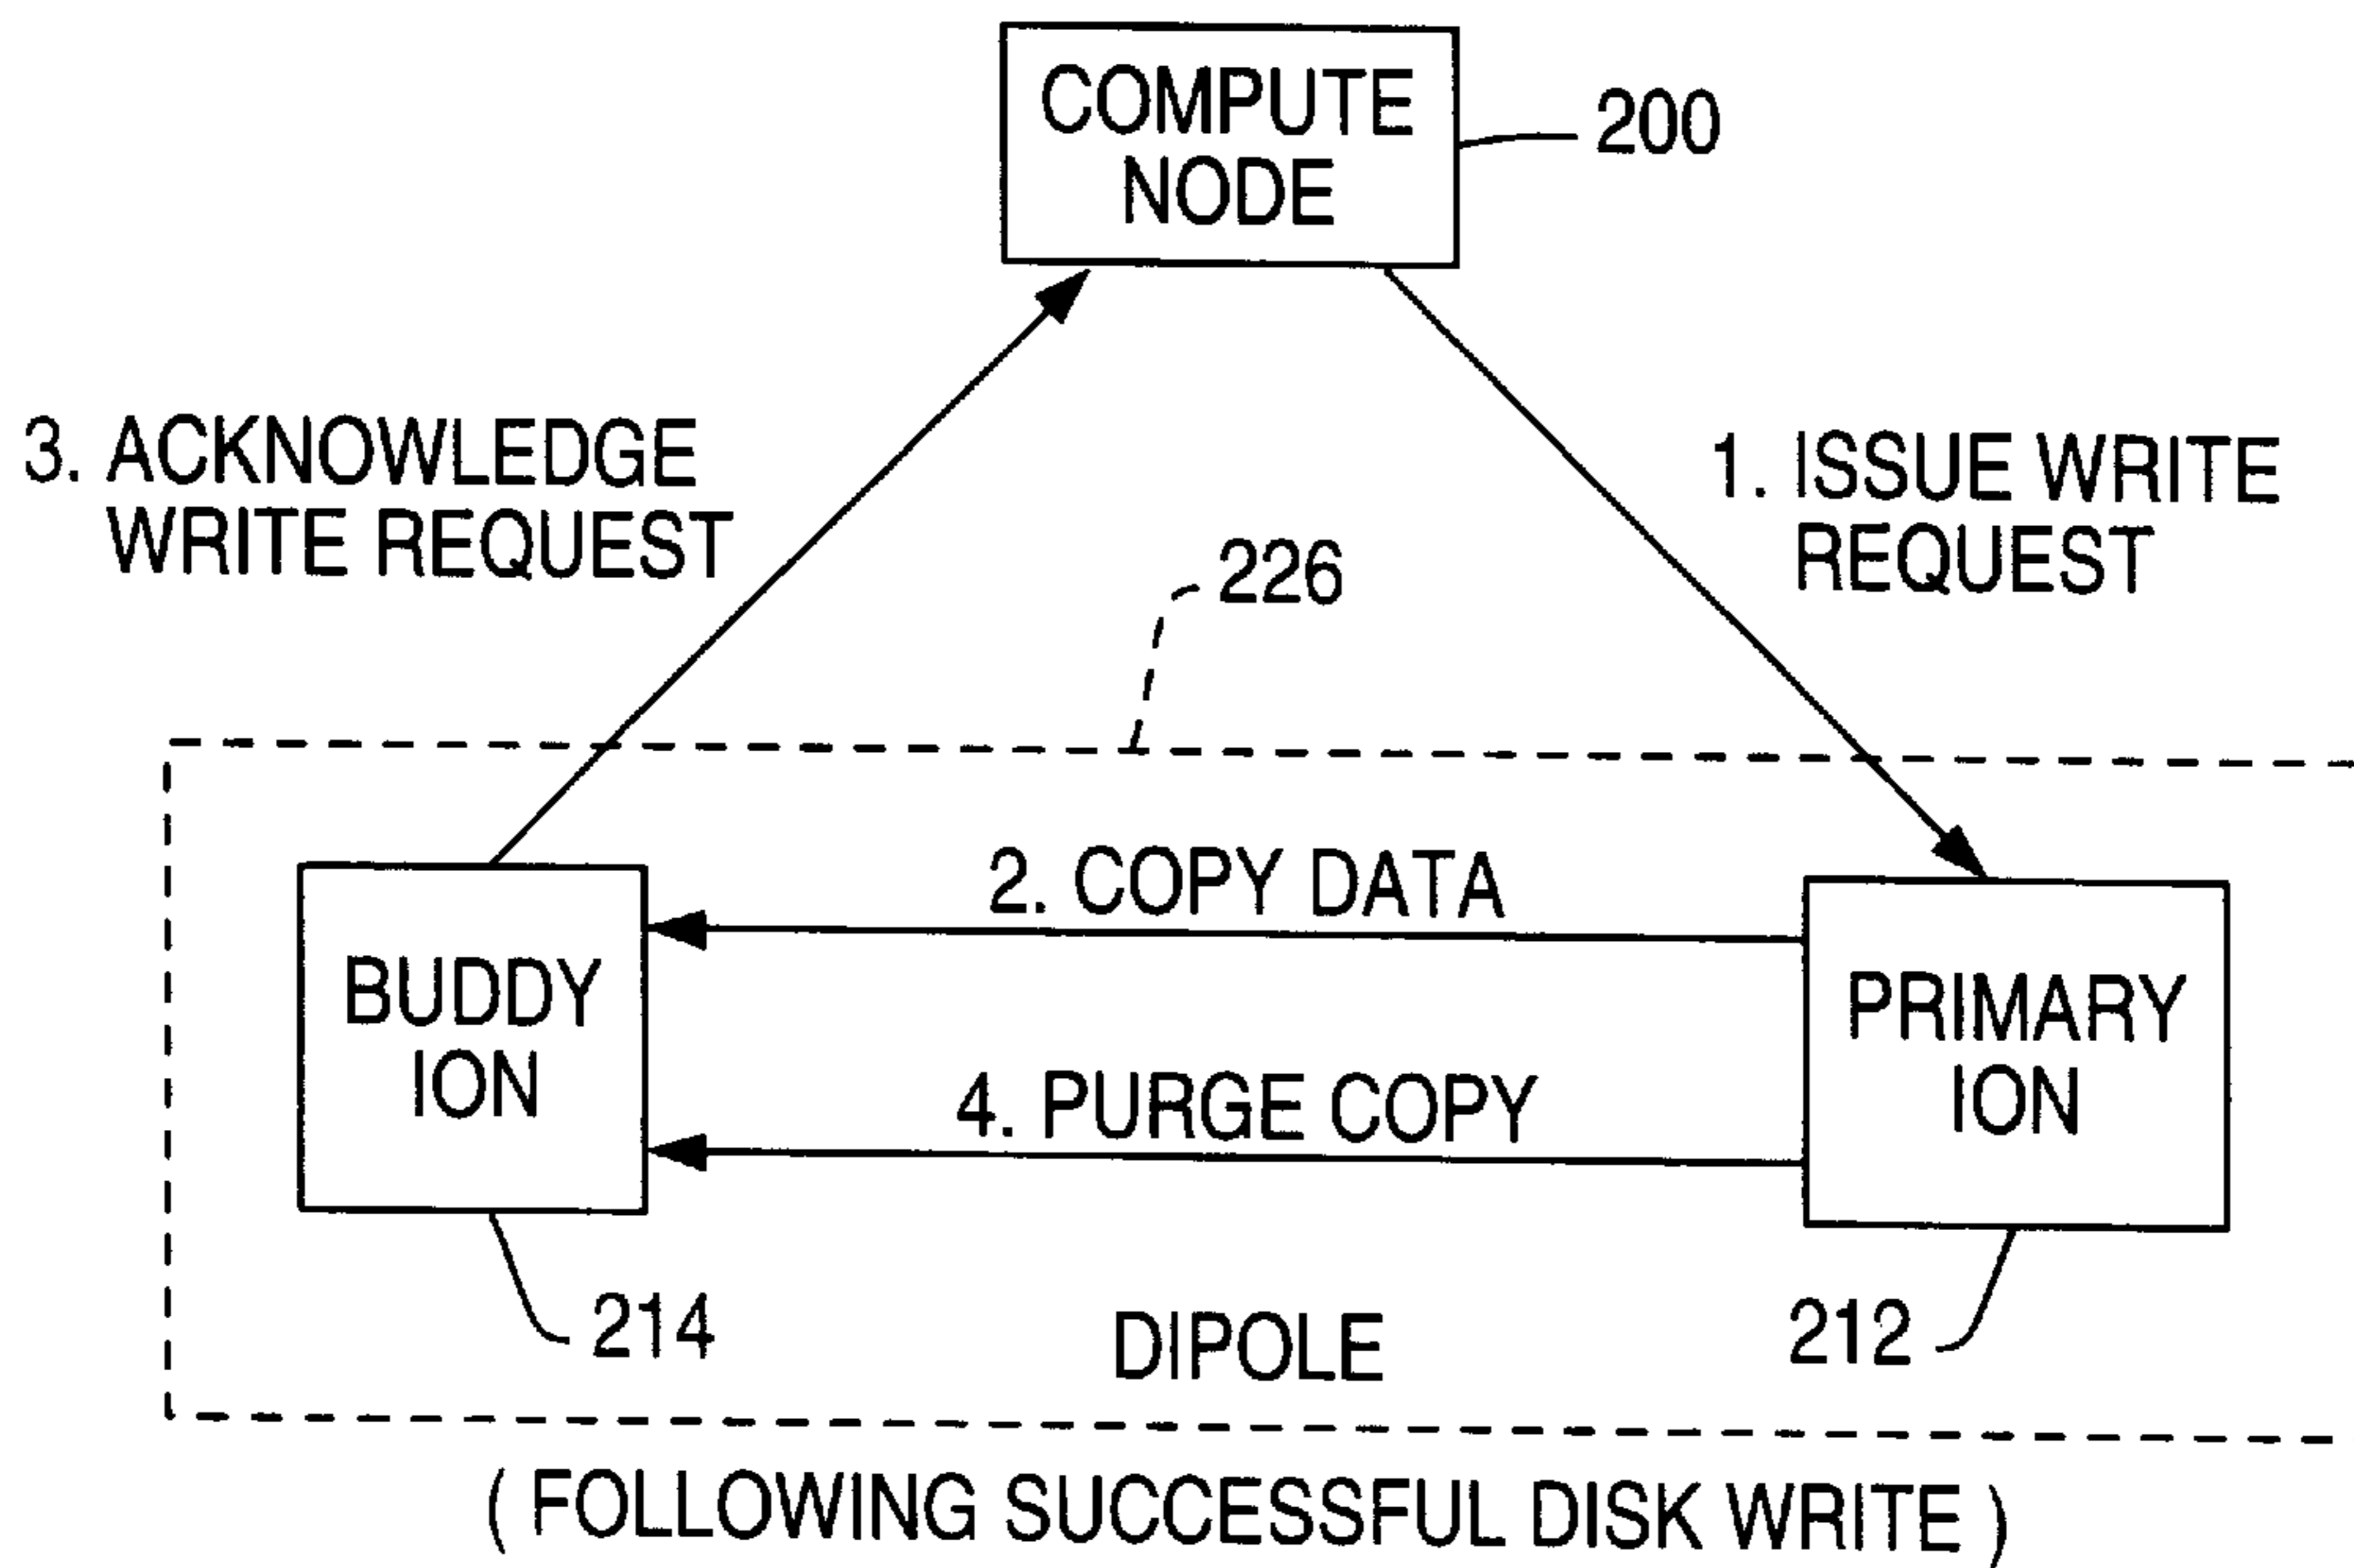 COMPUTE
NODE
200
3. ACKNOWLEDGE
WRITE REQUEST
1. ISSUE WRITE
REQUEST
226
2. COPY DATA
BUDDY
ION
PRIMARY
ION
4. PURGE COPY
214
DIPOLE
212
( FOLLOWING SUCCESSFUL DISK WRITE )